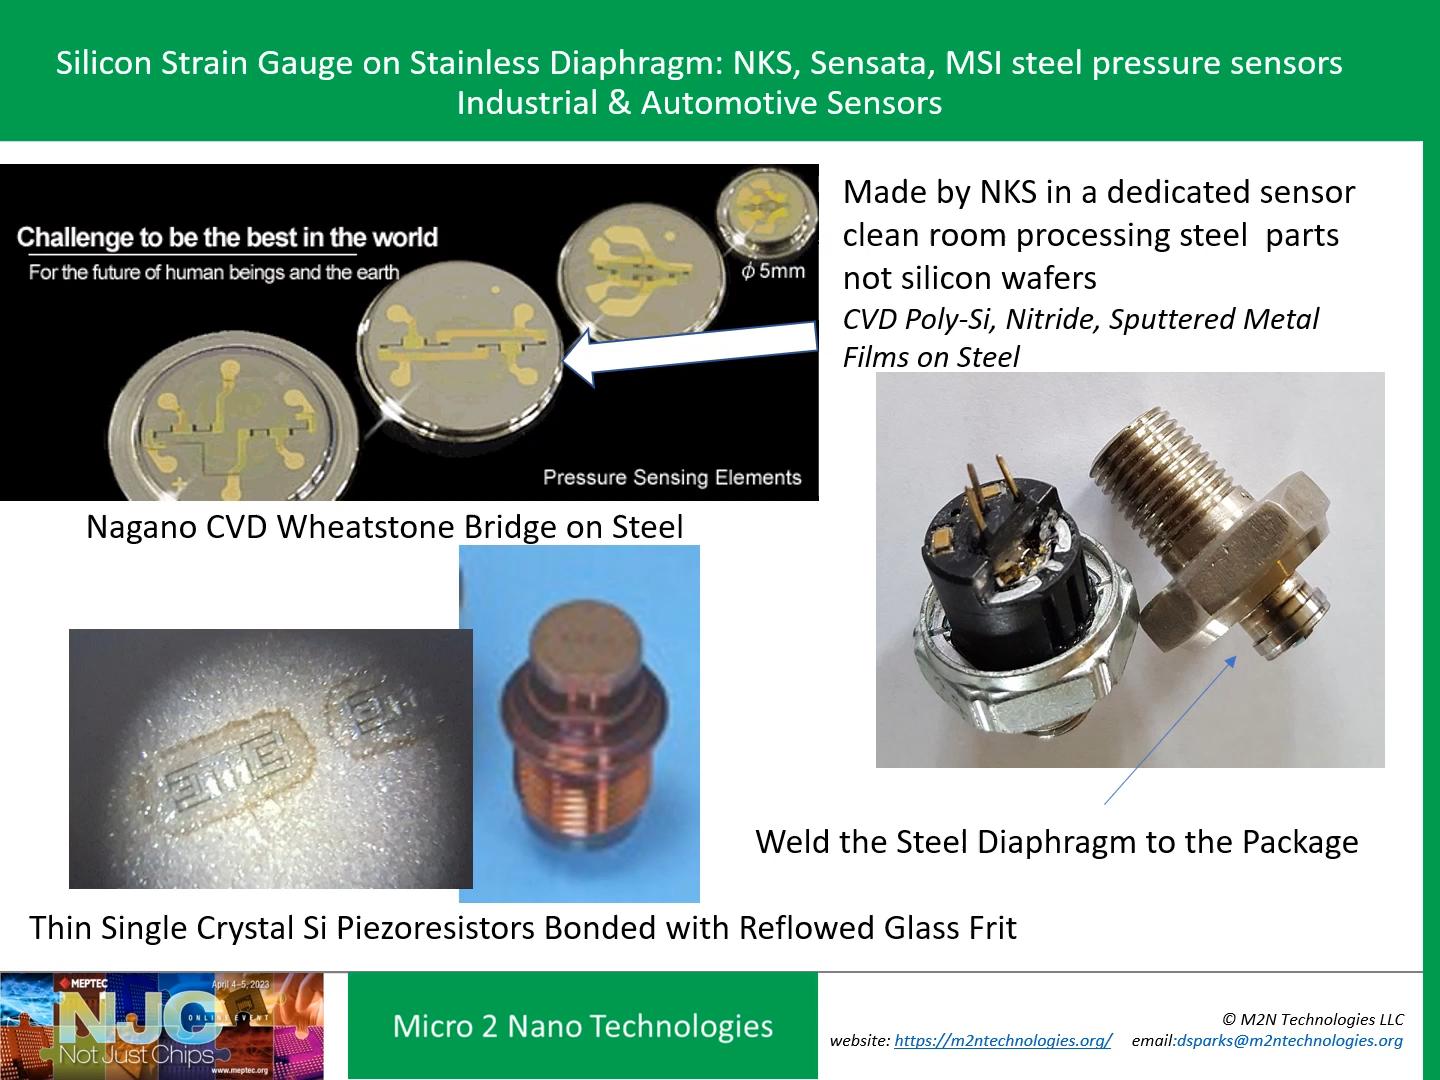 Silicon Strain Gauge on Stainless Diaphragm: NKS, Sensata, MSI steel pressure sensors
Industrial & Automotive Sensors
Challenge to be the best in the world
For the future of human beings and the earth
ϕ 5mm
Pressure Sensing Elements
Made by NKS in a dedicated sensor
clean room processing steel  parts
not silicon wafers
CVD Poly-Si, Nitride, Sputtered Metal
Films on Steel
Nagano CVD Wheatstone Bridge on Steel
Weld the Steel Diaphragm to the Package
Thin Single Crystal Si Piezoresistors Bonded with Reflowed Glass Frit
MEPTEC
April 4-5, 2023
NJC
ONLINE EVENT
Not Just Chips
www.meptec.org
Micro 2 Nano Technologies
© M2N Technologies LLC
website: https://m2ntechnologies.org/ email:dsparks@m2ntechnologies.org